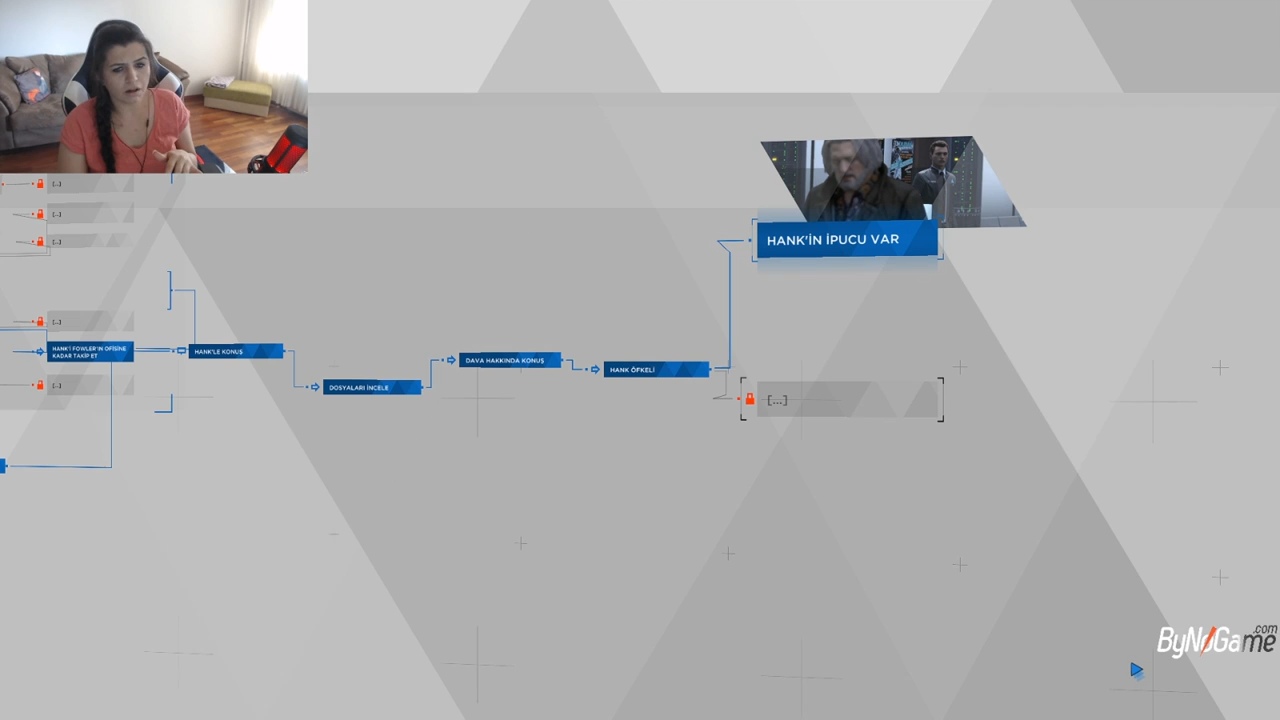 [...]
[...]
[...]
HANK'İN İPUCU VAR
[...]
HANK'İ FOWLER'IN OFİSİNE
KADAR TAKİP ET
HANK'LE KONUŞ
DAVA HAKKINDA KONUŞ
HANK ÖFKELİ
DOSYALARI İNCELE
[...]
[...]
ByNoGame
.com